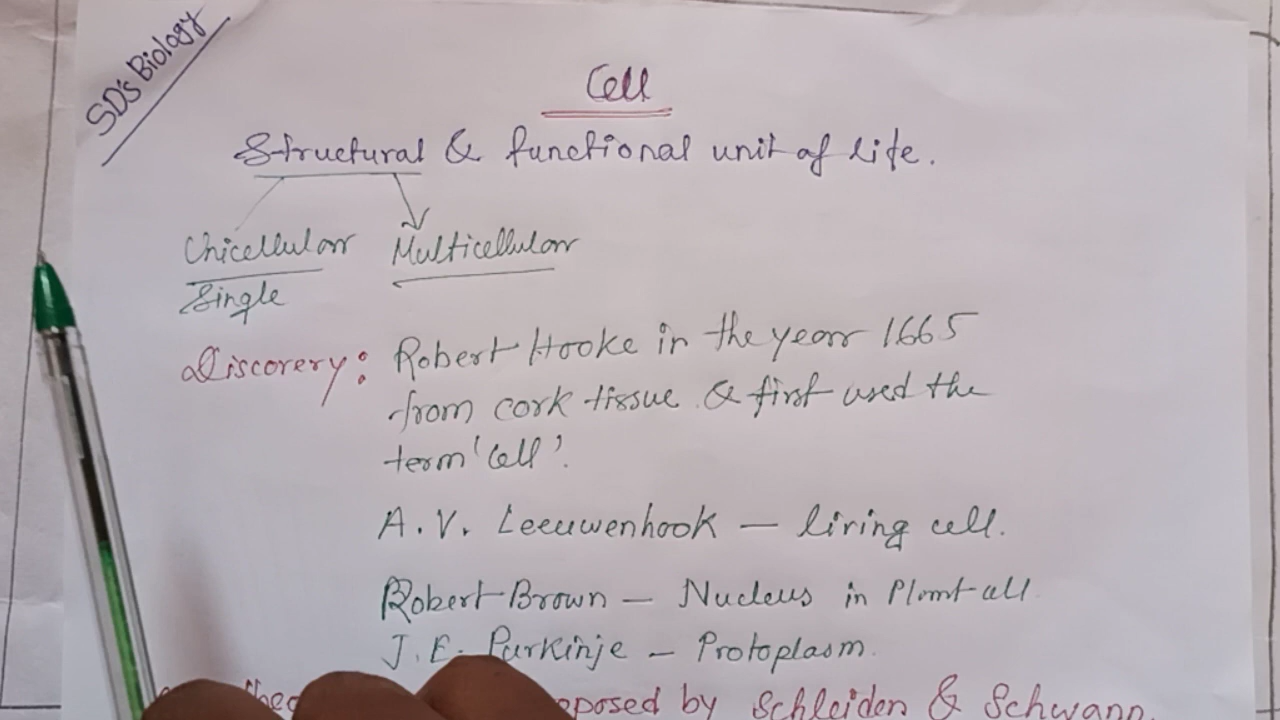 SD's Biology
Cell
Structural & functional unit of life.
Unicellular Multicellular
Single
Discovery: Robert Hooke in the year 1665
from cork tissue & first used the
term 'Cell'.
A. V. Leeuwenhook — living cell.
Robert Brown — Nucleus in Plant cell
J. E. Purkinje — Protoplasm.
proposed by Schleiden & Schwann.